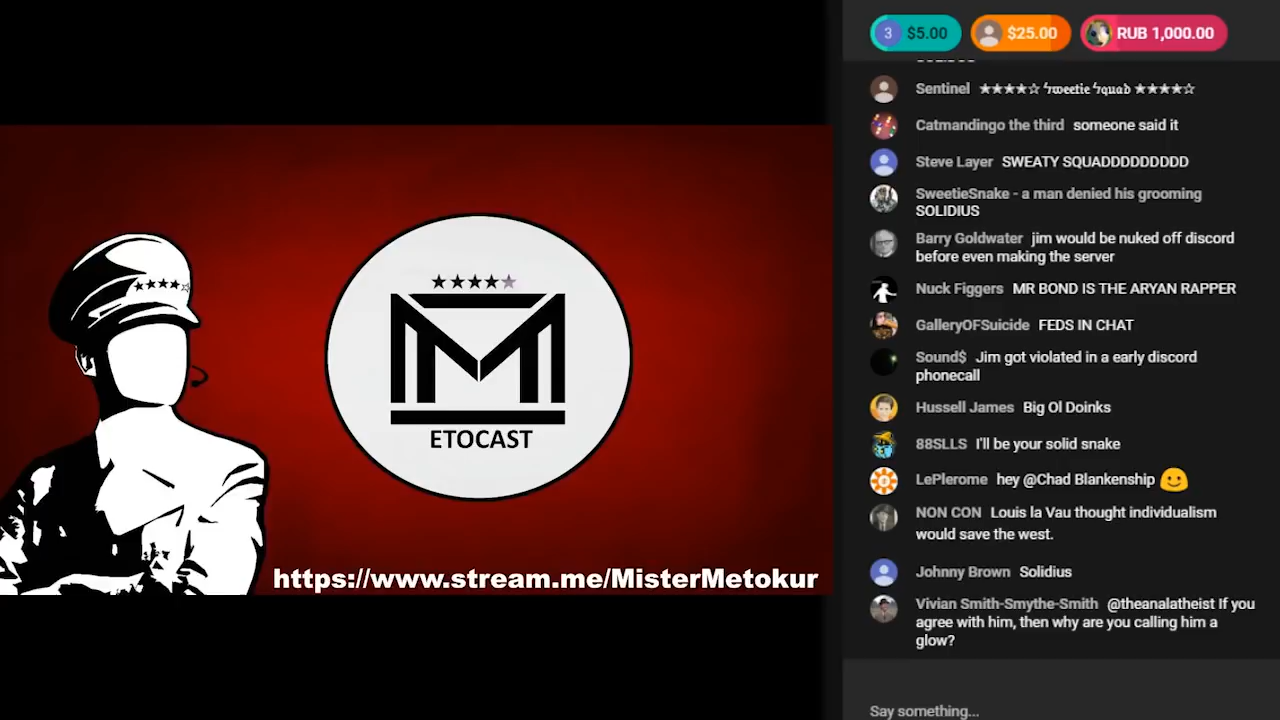 ★★★★★
ETOCAST
★★★★☆
https://www.stream.me/MisterMetokur
3 $5.00
$25.00
RUB 1,000.00
Sentinel ★★★★☆ 𝔖𝔴𝔢𝔢𝔱𝔦𝔢 𝔖𝔮𝔲𝔞𝔡 ★★★★☆
Catmandingo the third someone said it
Steve Layer SWEATY SQUADDDDDDDDD
SweetieSnake - a man denied his grooming
SOLIDIUS
Barry Goldwater jim would be nuked off discord
before even making the server
Nuck Figgers MR BOND IS THE ARYAN RAPPER
GalleryOFSuicide FEDS IN CHAT
Sound$ Jim got violated in a early discord
phonecall
Hussell James Big Ol Doinks
88SLLS I'll be your solid snake
LePlerome hey @Chad Blankenship 🙂
NON CON Louis la Vau thought individualism
would save the west.
Johnny Brown Solidius
Vivian Smith-Smythe-Smith @theanalatheist If you
agree with him, then why are you calling him a
glow?
Say something...